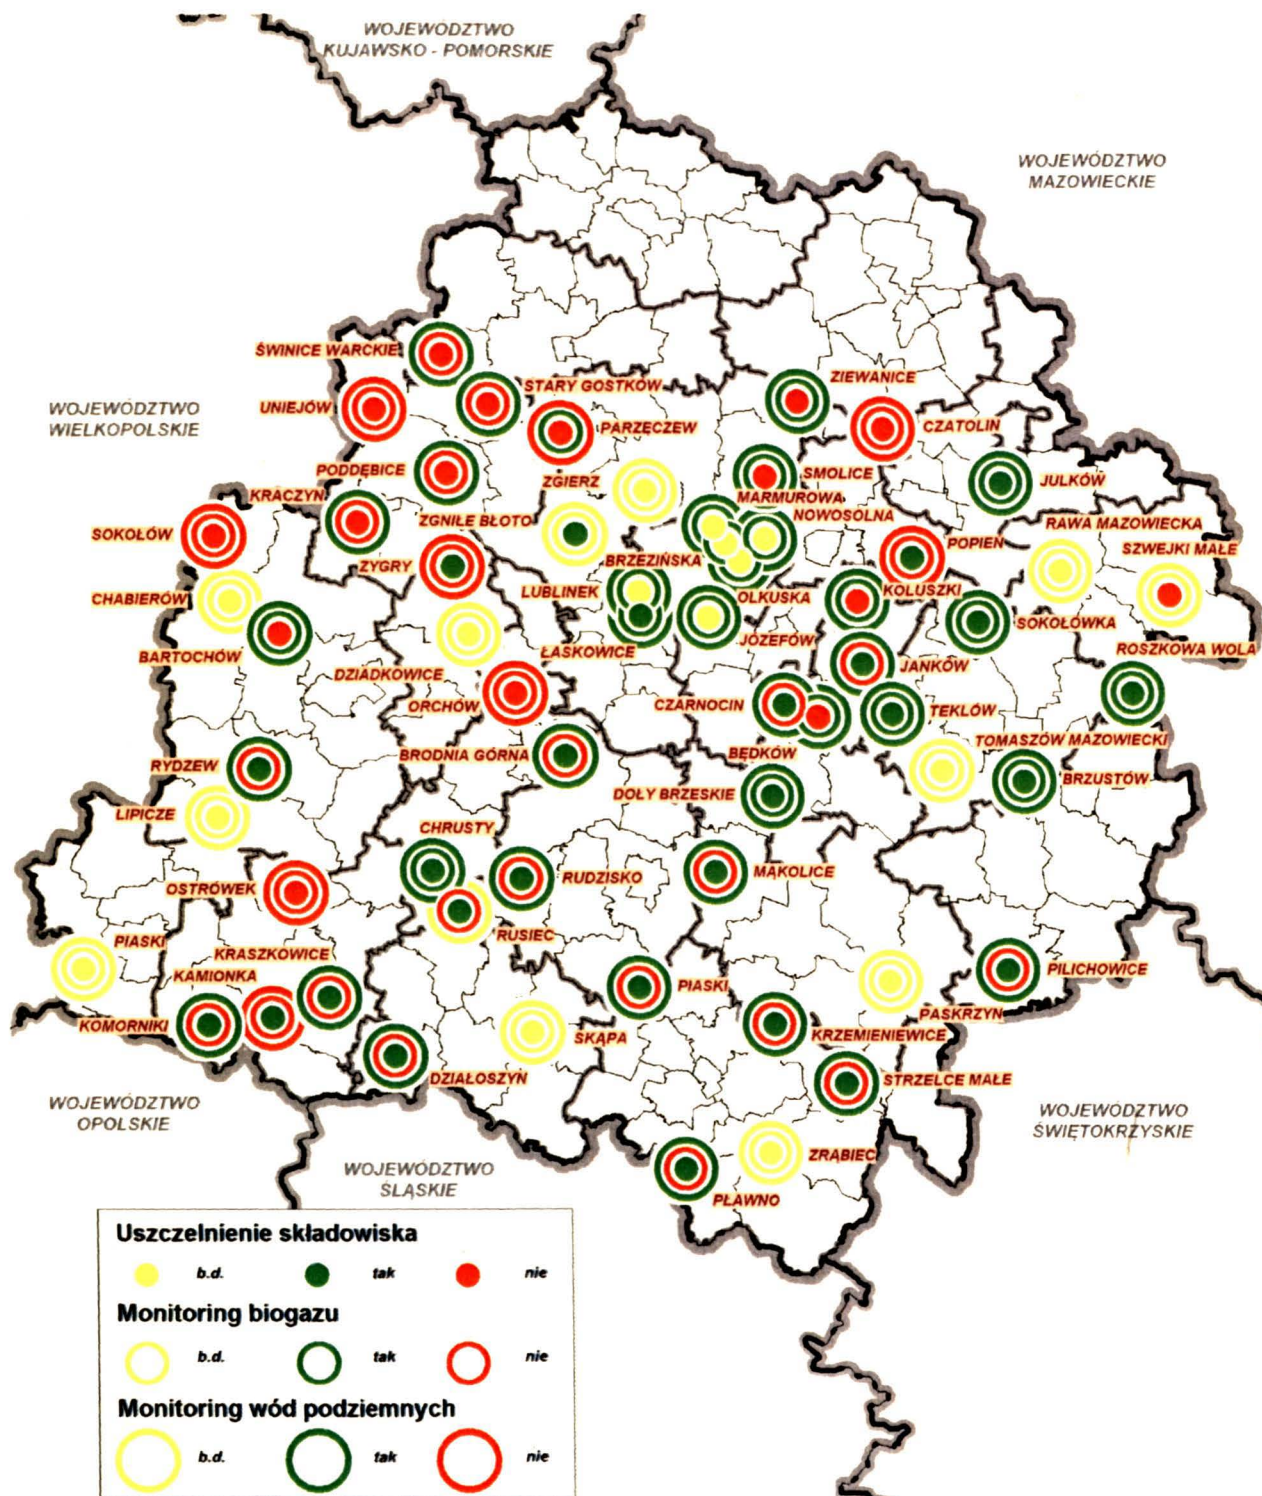 WOJEWÓDZTWO
KUJAWSKO - POMORSKIE
WOJEWÓDZTWO
MAZOWIECKIE
ŚWINICE WARCKIE
STARY GOSTKÓW
ZIEWANICE
UNIEJÓW
WOJEWÓDZTWO
WIELKOPOLSKIE
PARZĘCZEW
CZATOLIN
PODDĘBICE
ZGIERZ
SMOLICE
JULKÓW
KRACZYN
MARMUROWA
NOWOSOLNA
ZGNIŁE BŁOTO
RAWA MAZOWIECKA
SOKOŁÓW
POPIEŃ
SZWEJKI MAŁE
ZYGRY
BRZEZIŃSKA
LUBLINEK
KOLUSZKI
CHABIERÓW
OLKUSKA
SOKOŁÓWKA
JÓZEFÓW
ŁASKOWICE
ROSZKOWA WOLA
BARTOCHÓW
JANKÓW
DZIADKOWICE
ORCHÓW
CZARNOCIN
TEKLÓW
TOMASZÓW MAZOWIECKI
BRODNIA GÓRNA
BĘDKÓW
RYDZEW
BRZUSTÓW
DOŁY BRZESKIE
LIPICZE
CHRUSTY
RUDZISKO
MĄKOLICE
OSTRÓWEK
RUSIEC
PIASKI
KRASZKOWICE
KAMIONKA
PILICHOWICE
PIASKI
KOMORNIKI
PASKRZYN
SKĄPA
KRZEMIENIEWICE
DZIAŁOSZYN
STRZELCE MAŁE
WOJEWÓDZTWO
OPOLSKIE
WOJEWÓDZTWO
ŚWIĘTOKRZYSKIE
ZRĄBIEC
WOJEWÓDZTWO
ŚLĄSKIE
PŁAWNO
Uszczelnienie składowiska
b.d. tak nie
Monitoring biogazu
b.d. tak nie
Monitoring wód podziemnych
b.d. tak nie